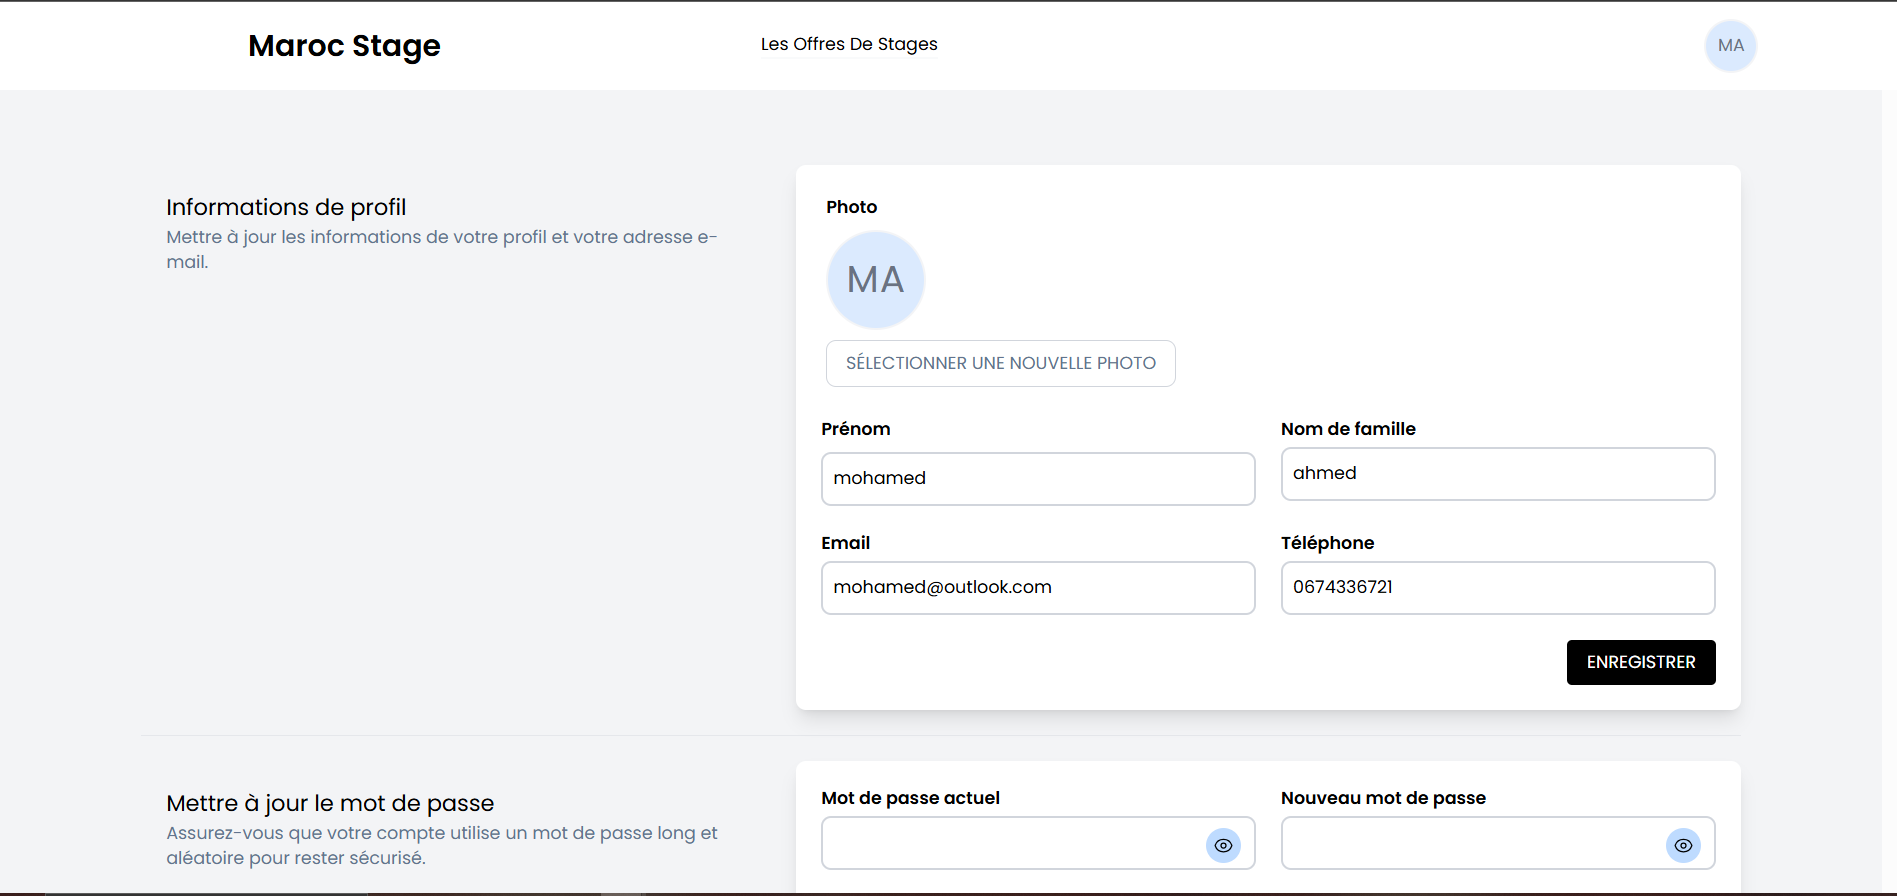 Maroc Stage
Les Offres De Stages
MA
Informations de profil
Mettre à jour les informations de votre profil et votre adresse e-
mail.
Photo
MA
SÉLECTIONNER UNE NOUVELLE PHOTO
Prénom
Nom de famille
mohamed
ahmed
Email
Téléphone
mohamed@outlook.com
0674336721
ENREGISTRER
Mettre à jour le mot de passe
Assurez-vous que votre compte utilise un mot de passe long et
aléatoire pour rester sécurisé.
Mot de passe actuel
Nouveau mot de passe